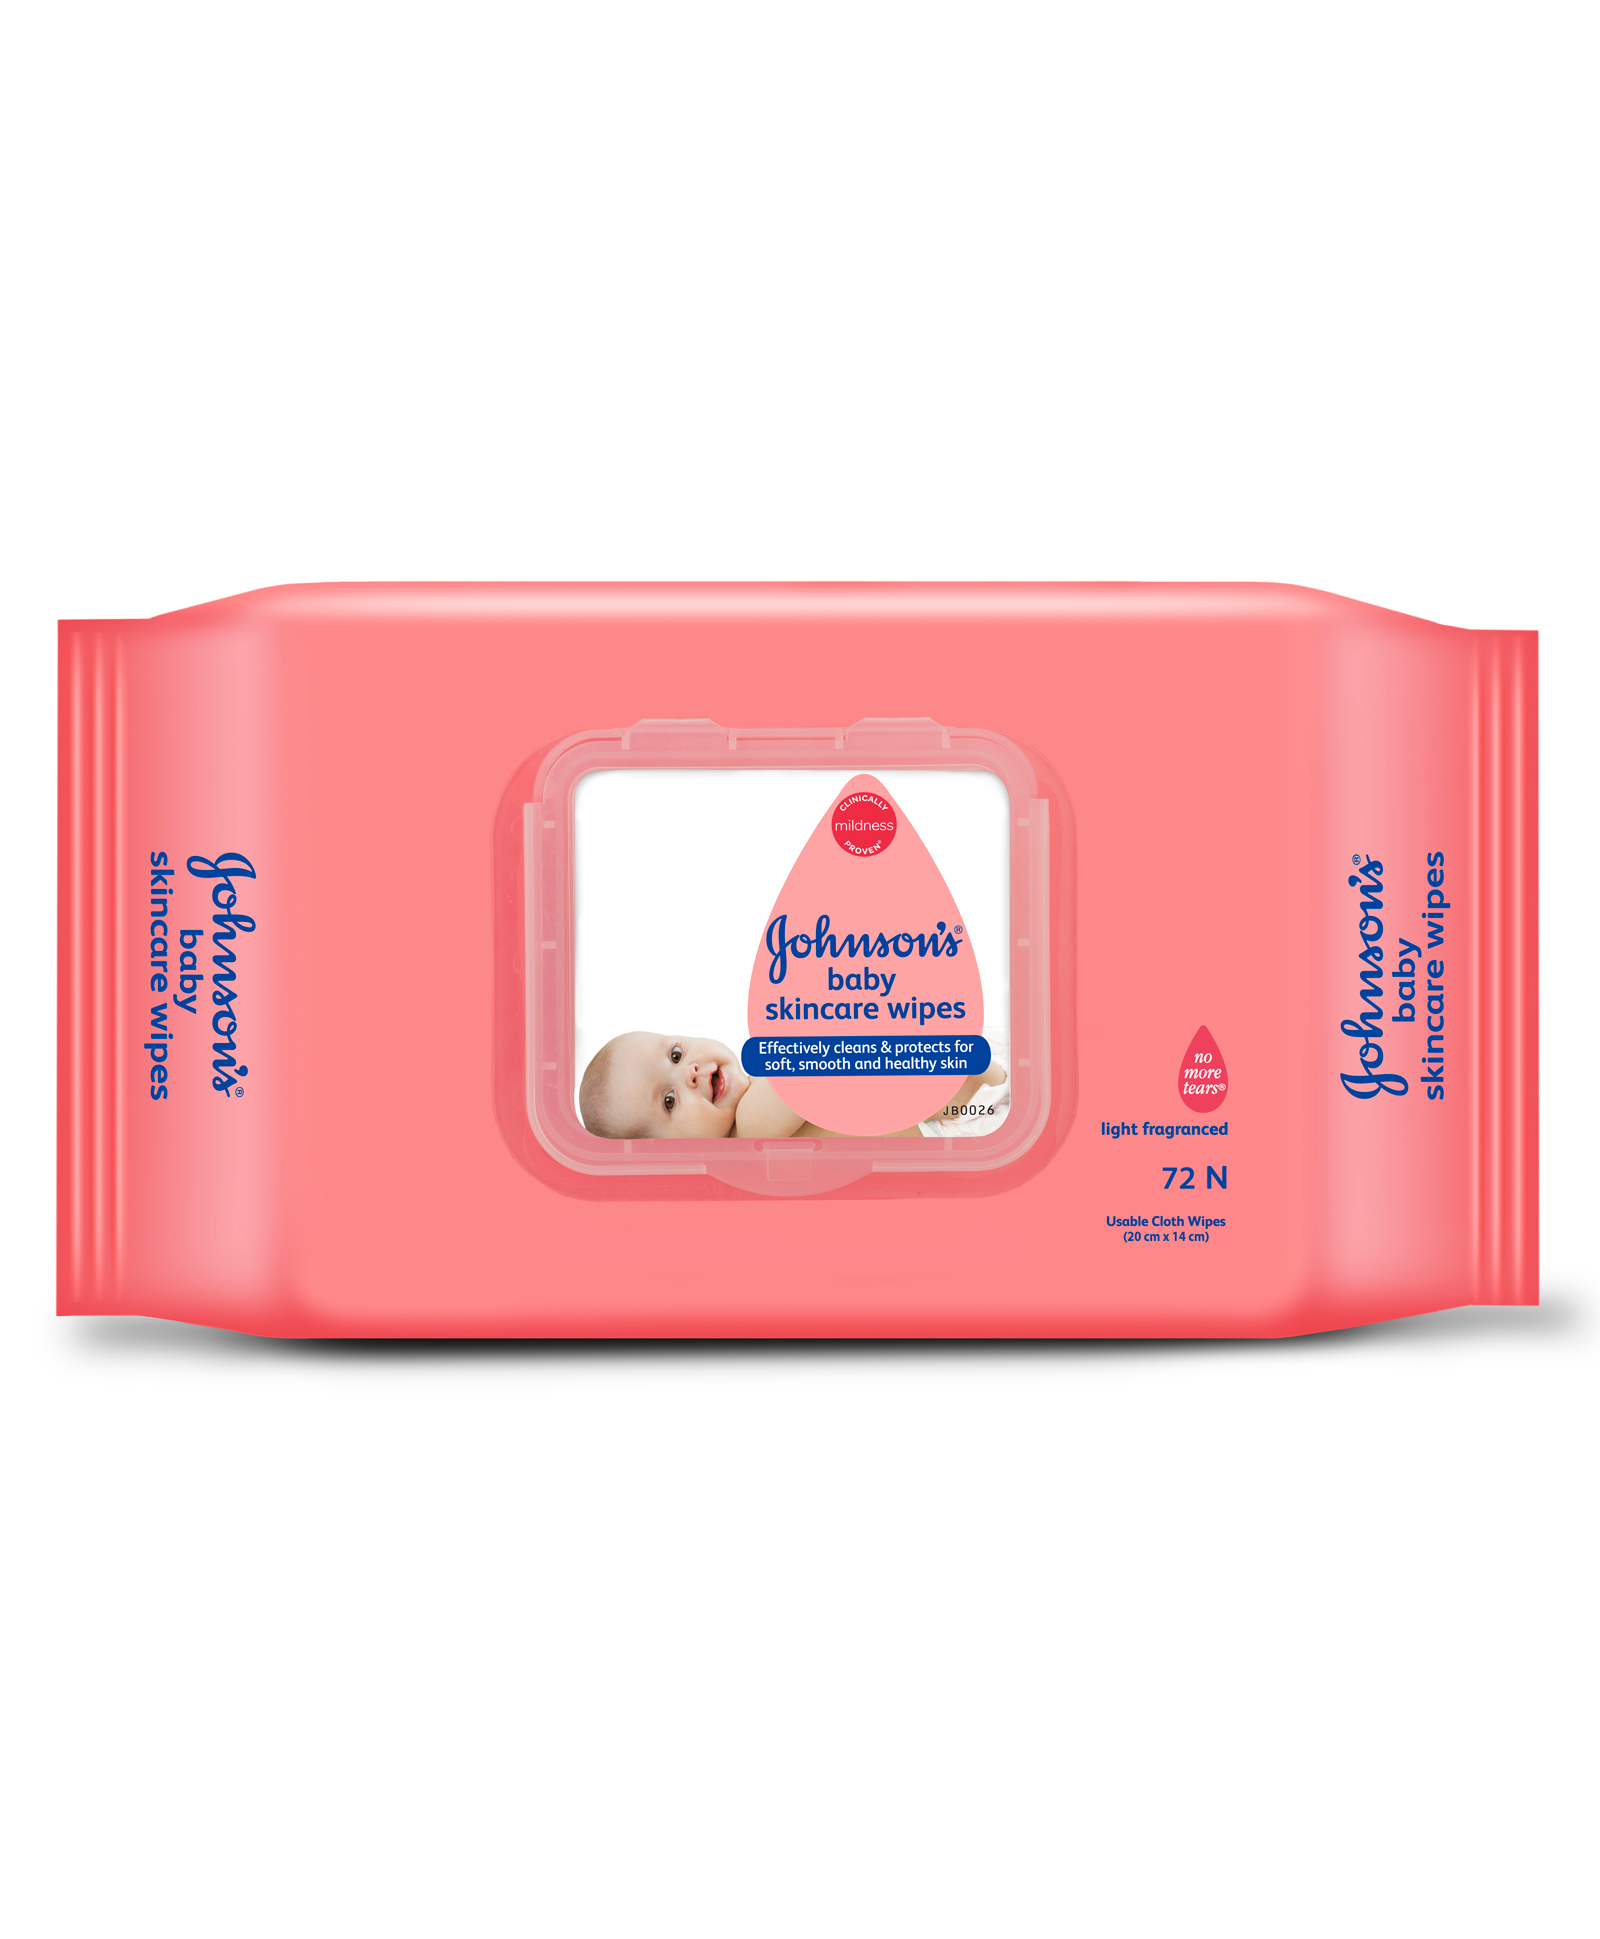 Johnson's®
baby
skincare wipes
CLINICALLY
mildness
PROVEN®
Johnson's®
baby
skincare wipes
Effectively cleans & protects for
soft, smooth and healthy skin
JB0026
no
more
tears®
light fragranced
72 N
Usable Cloth Wipes
(20 cm x 14 cm)
Johnson's®
baby
skincare wipes